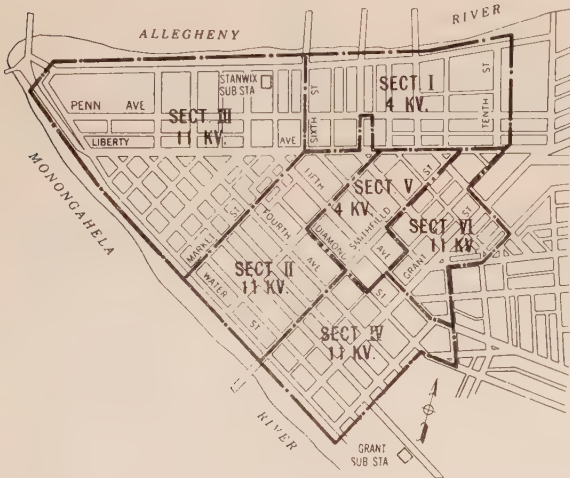 ALLEGHENY
RIVER
STANWIX
SUB STA
SECT I
4 KV.
PENN AVE
SECT III
11 KV.
SIXTH ST
TENTH ST
LIBERTY AVE
MONONGAHELA
FIFTH
SECT V
4 KV.
ST
SECT VI
11 KV.
MARKET ST
FOURTH AVE
DIAMOND
SMITHFIELD
AVE
GRANT
ST
SECT II
11 KV.
WATER ST
SECT IV
11 KV.
RIVER
GRANT
SUB STA